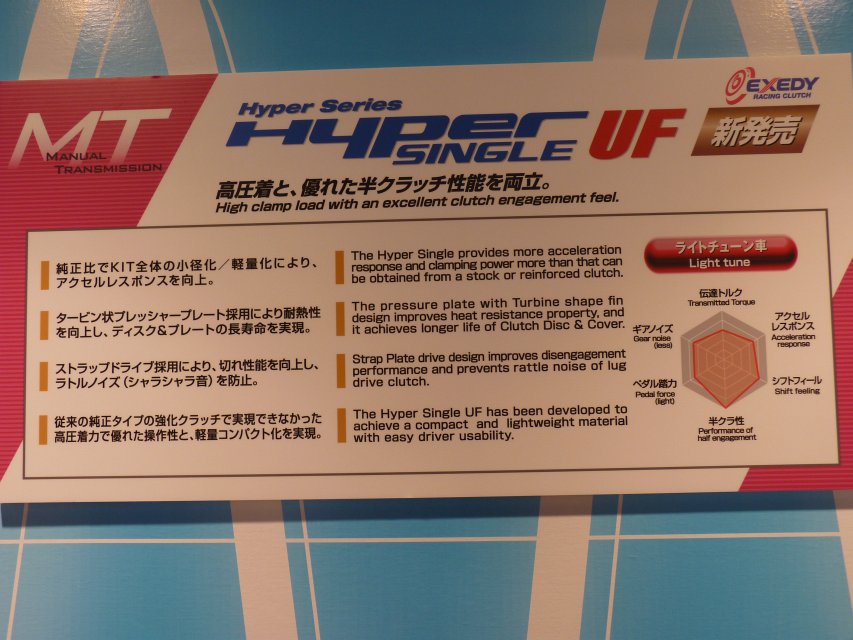 MT
MANUAL
TRANSMISSION
Hyper Series
Hyper
SINGLE UF
EXEDY
RACING CLUTCH
新発売
高圧着と、優れた半クラッチ性能を両立。
High clamp load with an excellent clutch engagement feel.
純正比でKIT全体の小径化／軽量化により、
アクセルレスポンスを向上。
タービン状プレッシャープレート採用により耐熱性
を向上し、ディスク&プレートの長寿命を実現。
ストラップドライブ採用により、切れ性能を向上し、
ラトルノイズ（シャラシャラ音）を防止。
従来の純正タイプの強化クラッチで実現できなかった
高圧着力で優れた操作性と、軽量コンパクト化を実現。
The Hyper Single provides more acceleration
response and clamping power more than that can
be obtained from a stock or reinforced clutch.
The pressure plate with Turbine shape fin
design improves heat resistance property, and
it achieves longer life of Clutch Disc & Cover.
Strap Plate drive design improves disengagement
performance and prevents rattle noise of lug
drive clutch.
The Hyper Single UF has been developed to
achieve a compact and lightweight material
with easy driver usability.
ライトチューン車
Light tune
伝達トルク
Transmitted Torque
アクセル
レスポンス
Acceleration
response
シフトフィール
Shift feeling
半クラ性
Performance of
half engagement
ペダル踏力
Pedal force
(light)
ギアノイズ
Gear noise
(less)